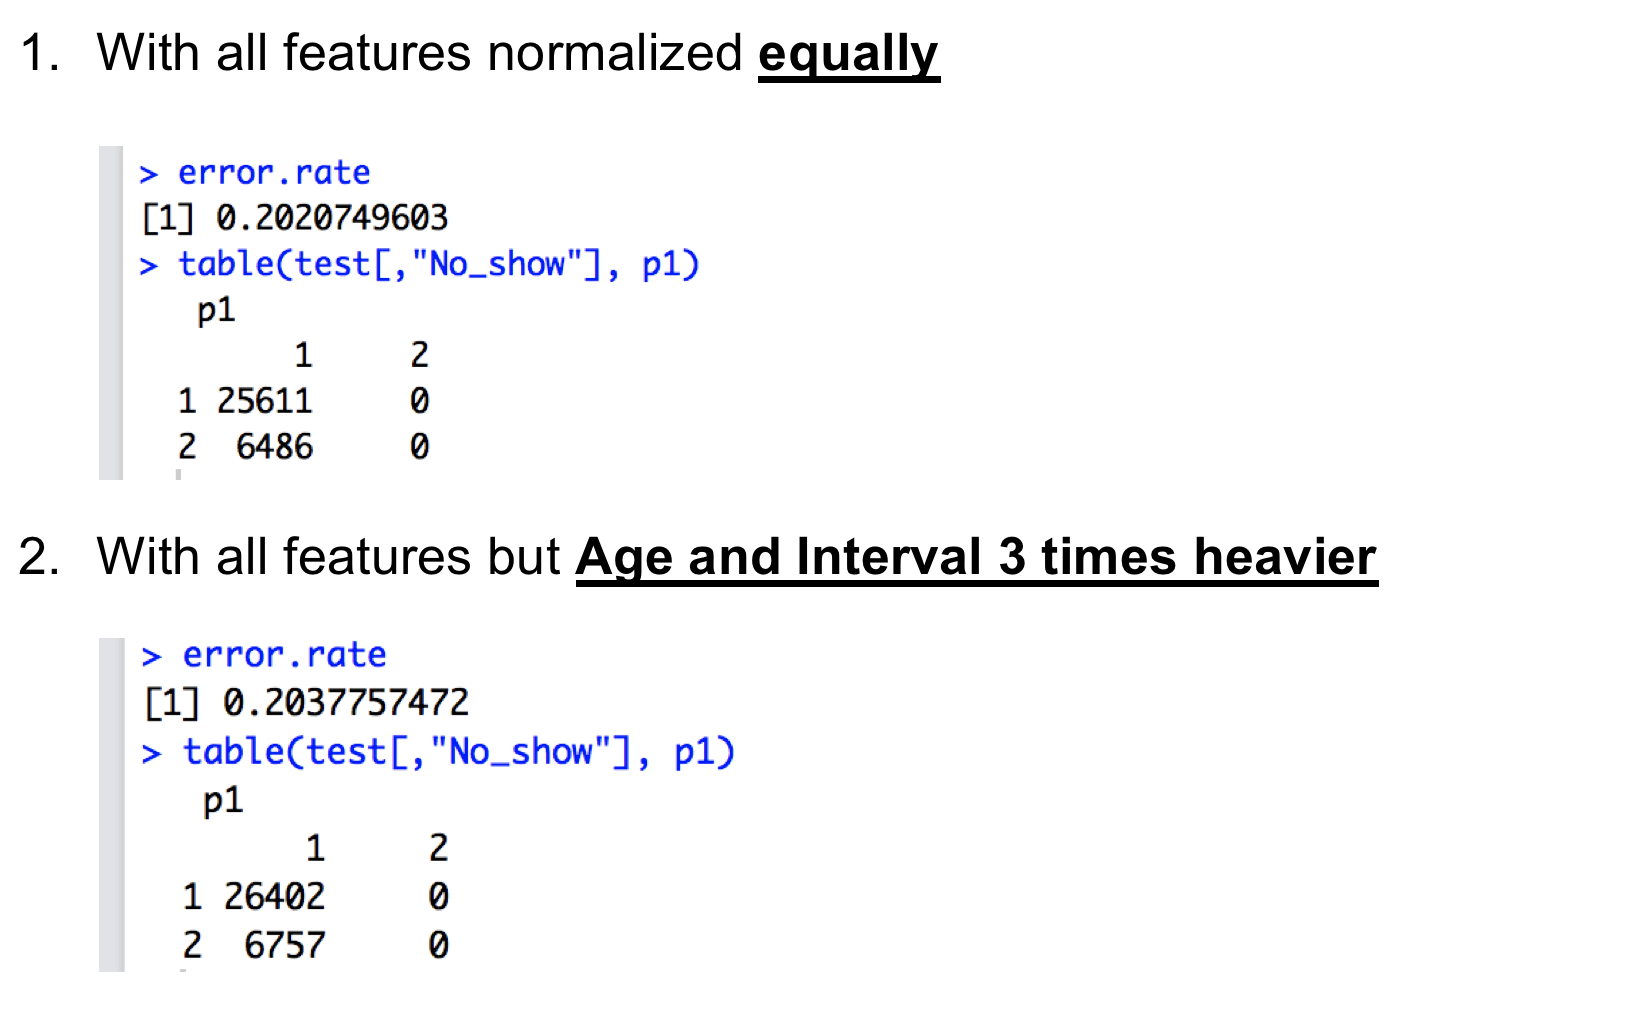 1. With all features normalized equally
> error.rate
[1] 0.2020749603
> table(test[,"No_show"], p1)
p1
1 2
1 25611 0
2 6486 0
2. With all features but Age and Interval 3 times heavier
> error.rate
[1] 0.2037757472
> table(test[,"No_show"], p1)
p1
1 2
1 26402 0
2 6757 0